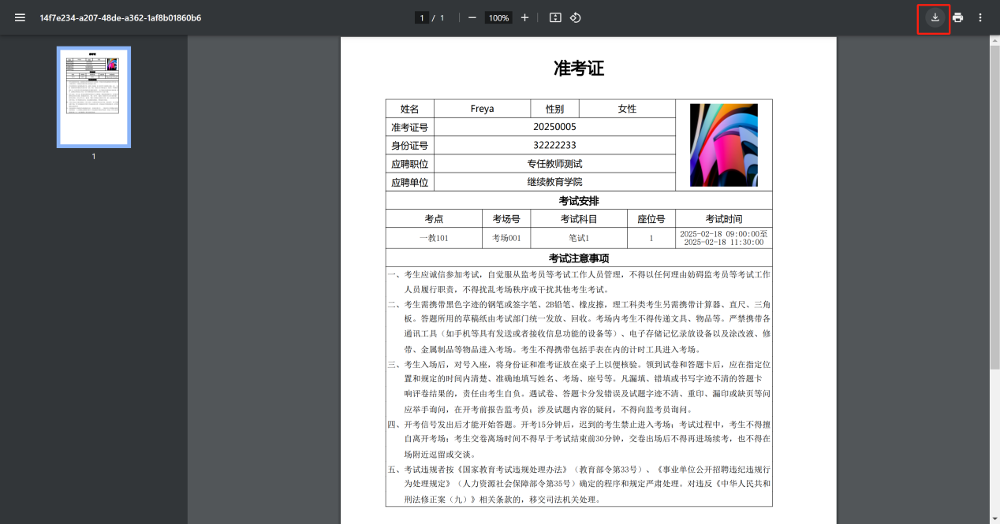 14f7e234-a207-48de-a362-1af8b01860b6
1 / 1
100%
1
准考证
姓名 Freya 性别 女性
准考证号 20250005
身份证号 32222233
应聘职位 专任教师测试
应聘单位 继续教育学院
考试安排
考点 考场号 考试科目 座位号 考试时间
一教101 考场001 笔试1 1 2025-02-18 09:00:00至
2025-02-18 11:30:00
考试注意事项
一、考生应诚信参加考试，自觉服从监考员等考试工作人员管理，不得以任何理由妨碍监考员等考试工作
人员履行职责，不得扰乱考场秩序或干扰其他考生考试。
二、考生需携带黑色字迹的钢笔或签字笔、2B铅笔、橡皮擦，理工科类考生另需携带计算器、直尺、三角
板。答题所用的草稿纸由考试部门统一发放、回收。考场内考生不得传递文具、物品等。严禁携带各
通讯工具（如手机等具有发送或者接收信息功能的设备等）、电子存储记忆录放设备以及涂改液、修
带、金属制品等物品进入考场。考生不得携带包括手表在内的计时工具进入考场。
三、考生入场后，对号入座，将身份证和准考证放在桌子上以便核验。领到试卷和答题卡后，应在指定位
置和规定的时间内清楚、准确地填写姓名、考场、座号等。凡漏填、错填或书写字迹不清的答题卡
响评卷结果的，责任由考生自负。遇试卷、答题卡分发错误及试题字迹不清、重印、漏印或缺页等问
应举手询问，在开考前报告监考员；涉及试题内容的疑问，不得向监考员询问。
四、开考信号发出后才能开始答题。开考15分钟后，迟到的考生禁止进入考场；考试过程中，考生不得擅
自离开考场；考生交卷离场时间不得早于考试结束前30分钟，交卷出场后不得再进场续考，也不得在
场附近逗留或交谈。
五、考试违规者按《国家教育考试违规处理办法》（教育部令第33号）、《事业单位公开招聘违纪违规行
为处理规定》（人力资源社会保障部令第35号）确定的程序和规定严肃处理。对违反《中华人民共和
刑法修正案（九）》相关条款的，移交司法机关处理。